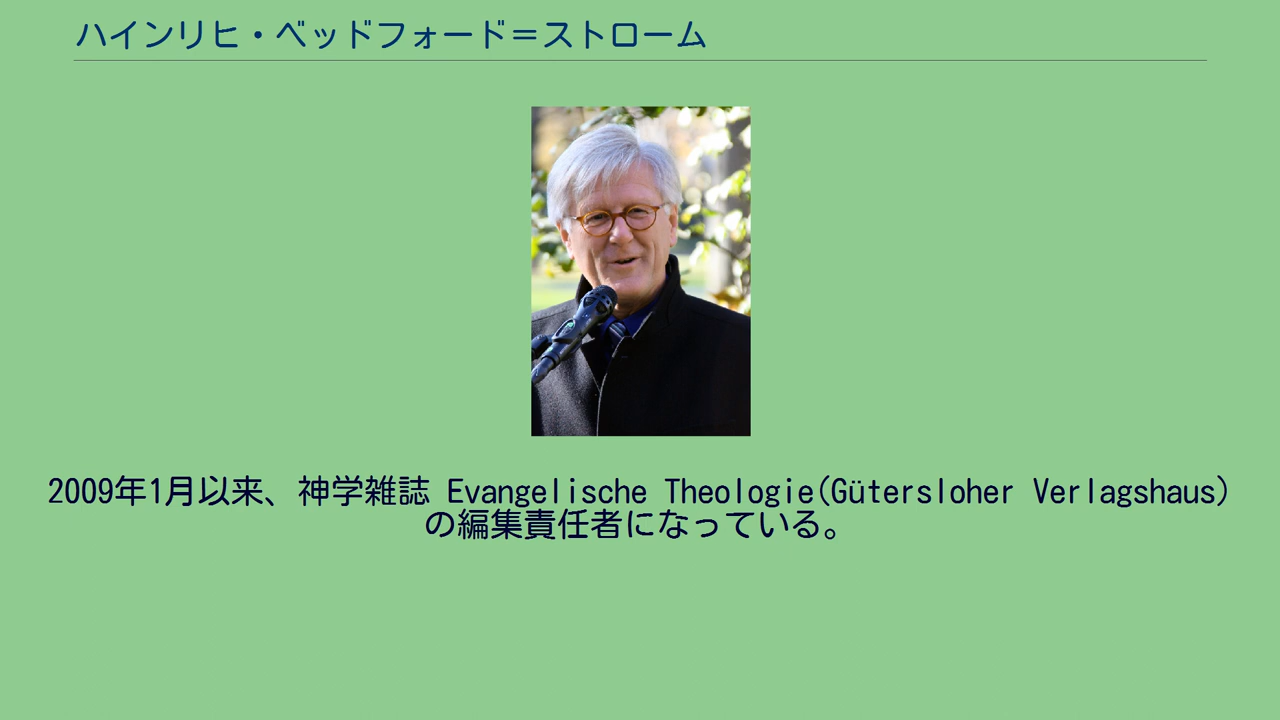 ハインリヒ・ベッドフォード＝ストローム
2009年1月以来、神学雑誌 Evangelische Theologie(Gütersloher Verlagshaus)
の編集責任者になっている。